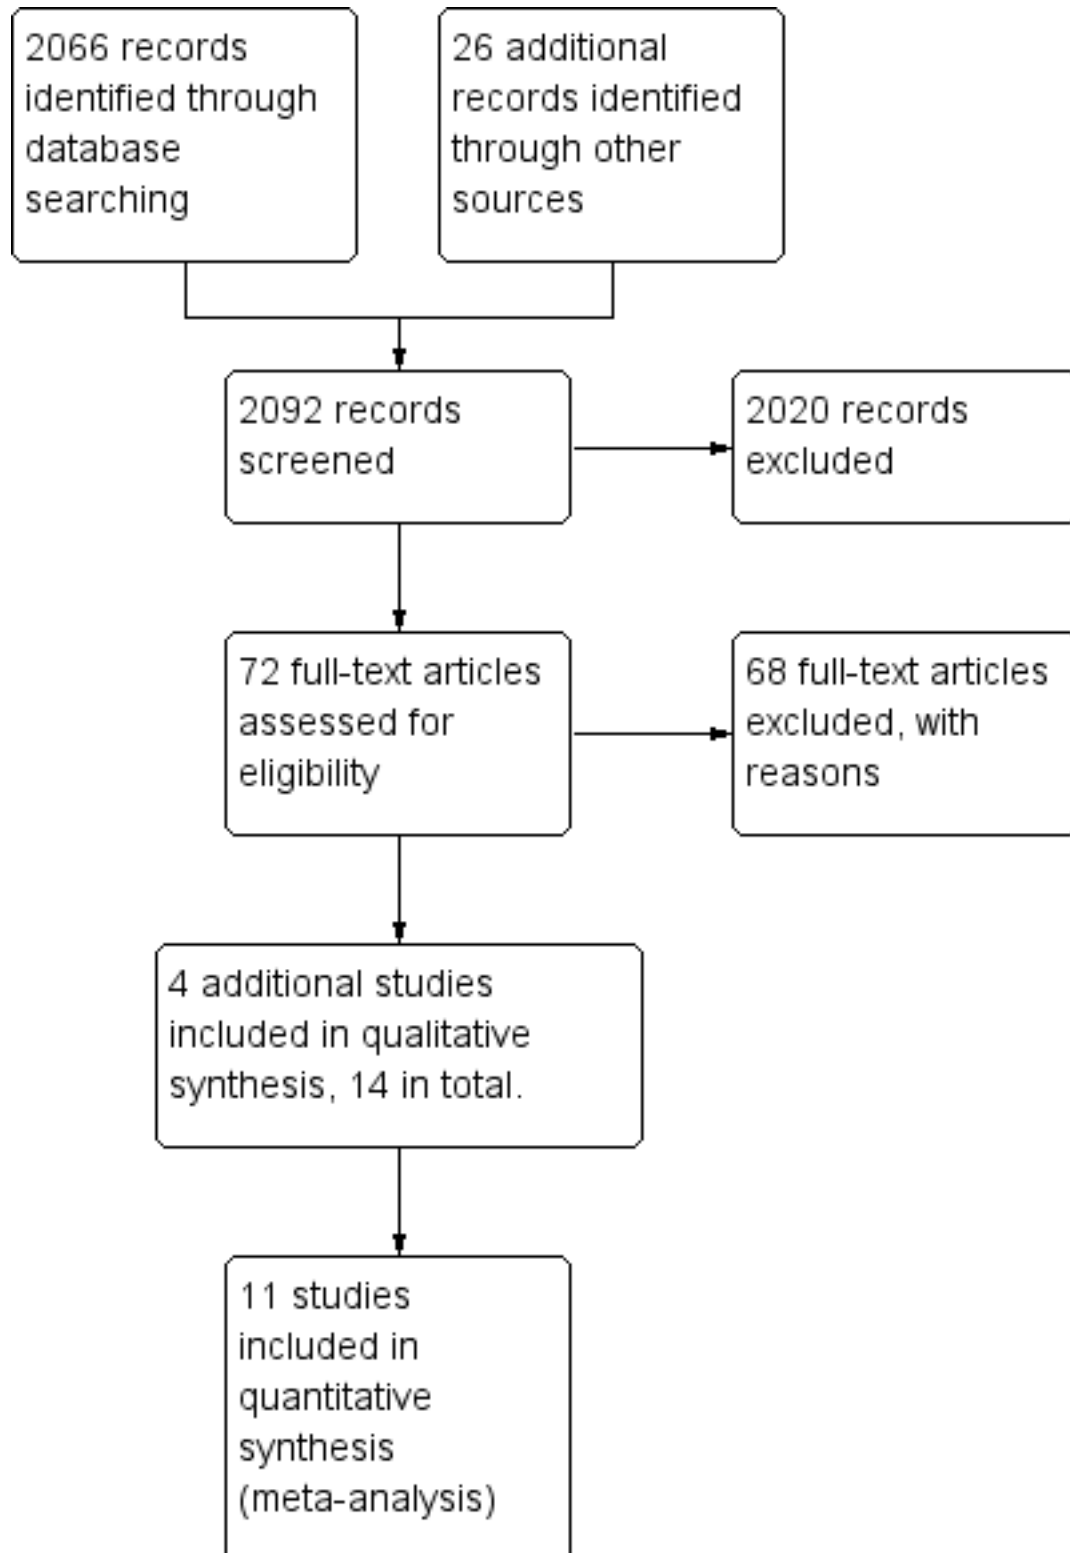 2066 records
identified through
database
searching
26 additional
records identified
through other
sources
2092 records
screened
2020 records
excluded
72 full-text articles
assessed for
eligibility
68 full-text articles
excluded, with
reasons
4 additional studies
included in qualitative
synthesis, 14 in total.
11 studies
included in
quantitative
synthesis
(meta-analysis)